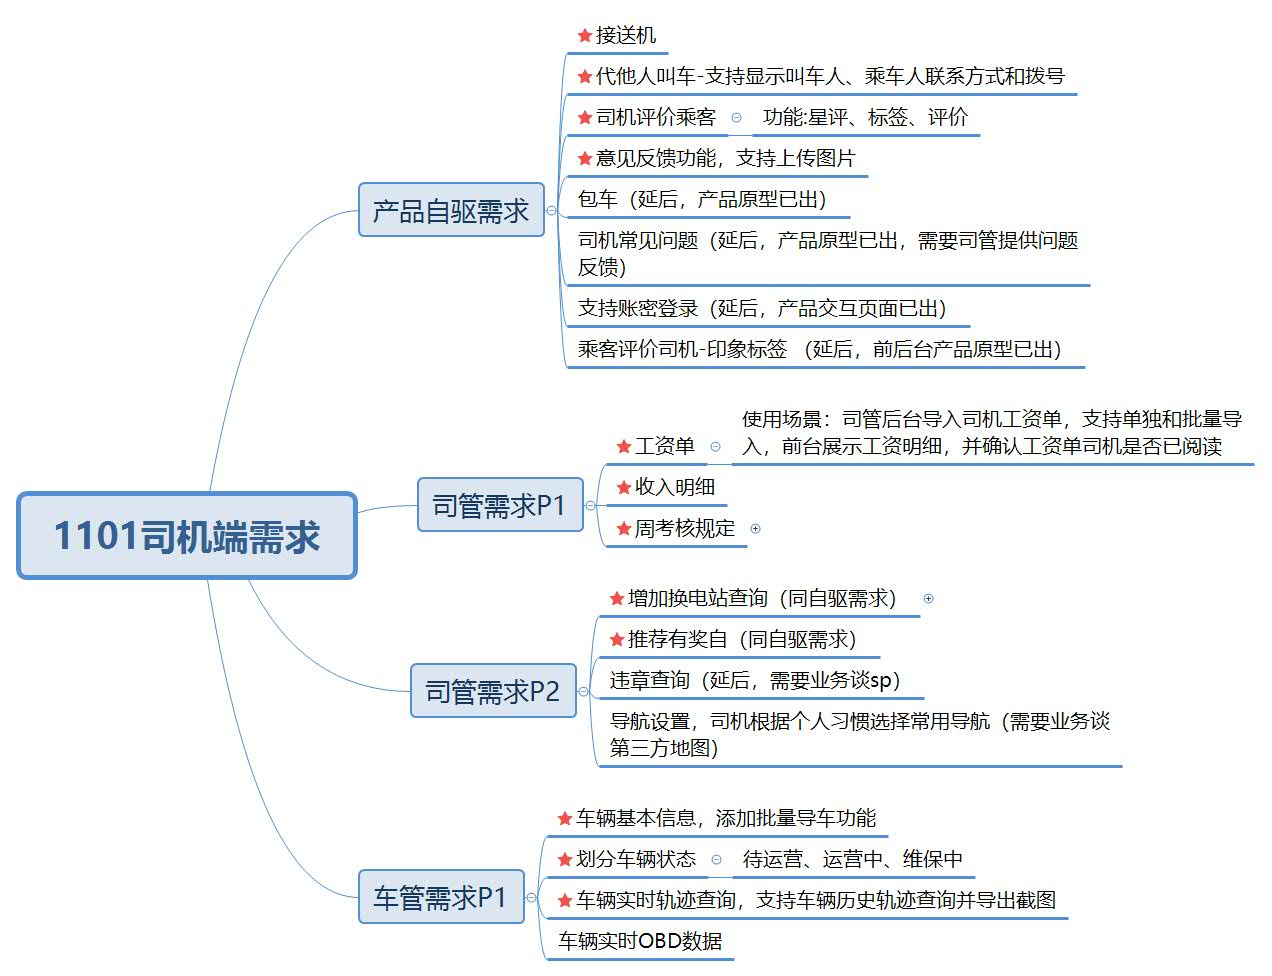 1101司机端需求
产品自驱需求
接送机
代他人叫车-支持显示叫车人、乘车人联系方式和拨号
司机评价乘客
功能:星评、标签、评价
意见反馈功能，支持上传图片
包车（延后，产品原型已出）
司机常见问题（延后，产品原型已出，需要司管提供问题
反馈）
支持账密登录（延后，产品交互页面已出）
乘客评价司机-印象标签 （延后，前后台产品原型已出）
司管需求P1
工资单
使用场景：司管后台导入司机工资单，支持单独和批量导
入，前台展示工资明细，并确认工资单司机是否已阅读
收入明细
周考核规定
司管需求P2
增加换电站查询（同自驱需求）
推荐有奖自（同自驱需求）
违章查询（延后，需要业务谈sp）
导航设置，司机根据个人习惯选择常用导航（需要业务谈
第三方地图）
车管需求P1
车辆基本信息，添加批量导车功能
划分车辆状态
待运营、运营中、维保中
车辆实时轨迹查询，支持车辆历史轨迹查询并导出截图
车辆实时OBD数据